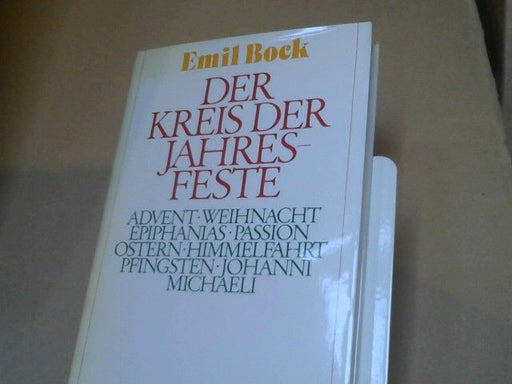 Emil Bock
DER
KREIS DER
JAHRES-
FESTE
ADVENT · WEIHNACHT
EPIPHANIAS · PASSION
OSTERN · HIMMELFAHRT
PFINGSTEN · JOHANNI
MICHAELI